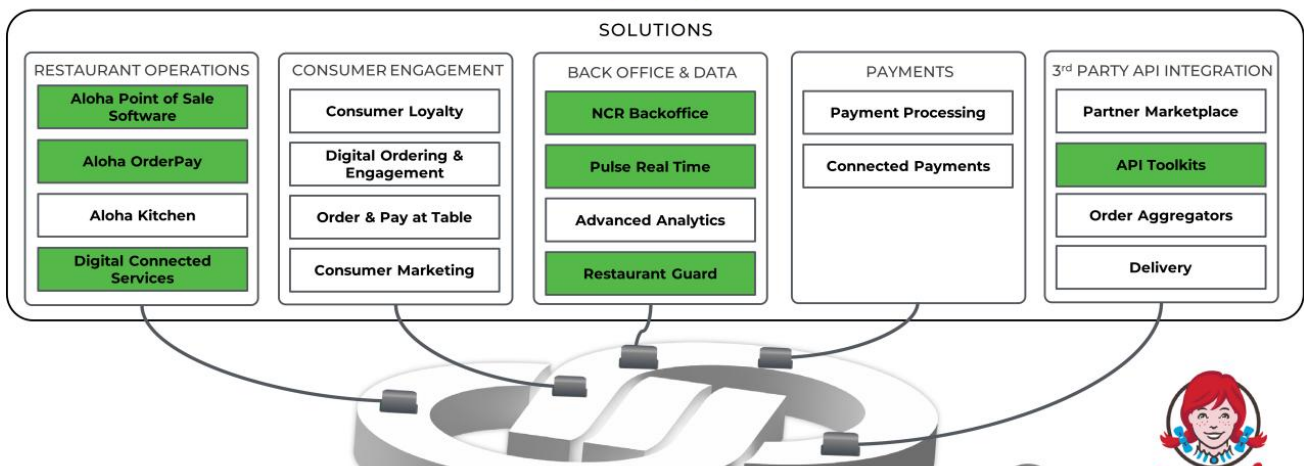 SOLUTIONS
RESTAURANT OPERATIONS
Aloha Point of Sale
Software
Aloha OrderPay
Aloha Kitchen
Digital Connected
Services
CONSUMER ENGAGEMENT
Consumer Loyalty
Digital Ordering &
Engagement
Order & Pay at Table
Consumer Marketing
BACK OFFICE & DATA
NCR Backoffice
Pulse Real Time
Advanced Analytics
Restaurant Guard
PAYMENTS
Payment Processing
Connected Payments
3rd PARTY API INTEGRATION
Partner Marketplace
API Toolkits
Order Aggregators
Delivery